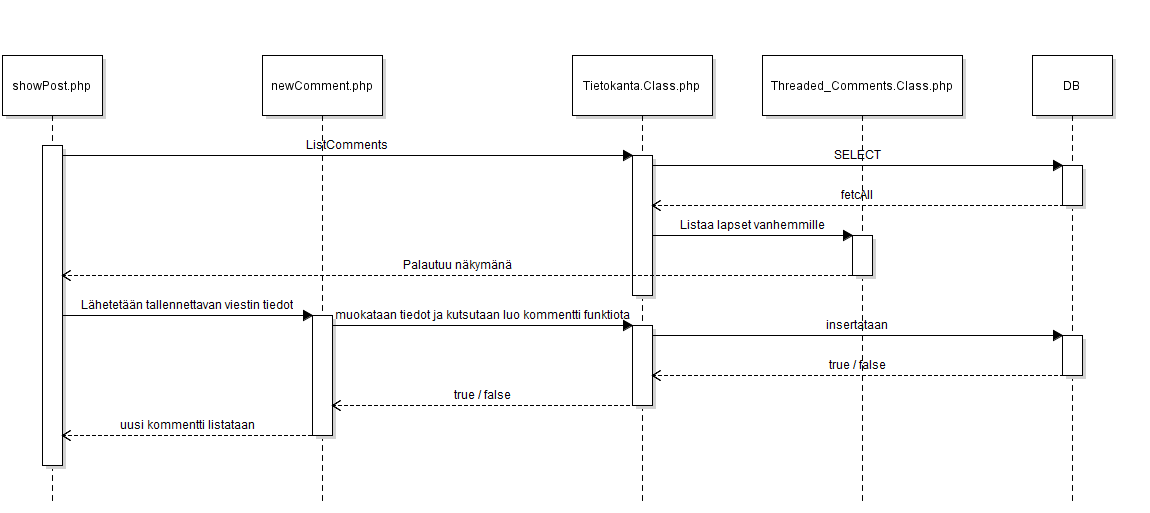 showPost.php
newComment.php
Tietokanta.Class.php
Threaded_Comments.Class.php
DB
ListComments
SELECT
fetcAll
Listaa lapset vanhemmille
Palautuu näkymänä
Lähetetään tallennettavan viestin tiedot
muokataan tiedot ja kutsutaan luo kommentti funktiota
insertataan
true / false
true / false
uusi kommentti listataan